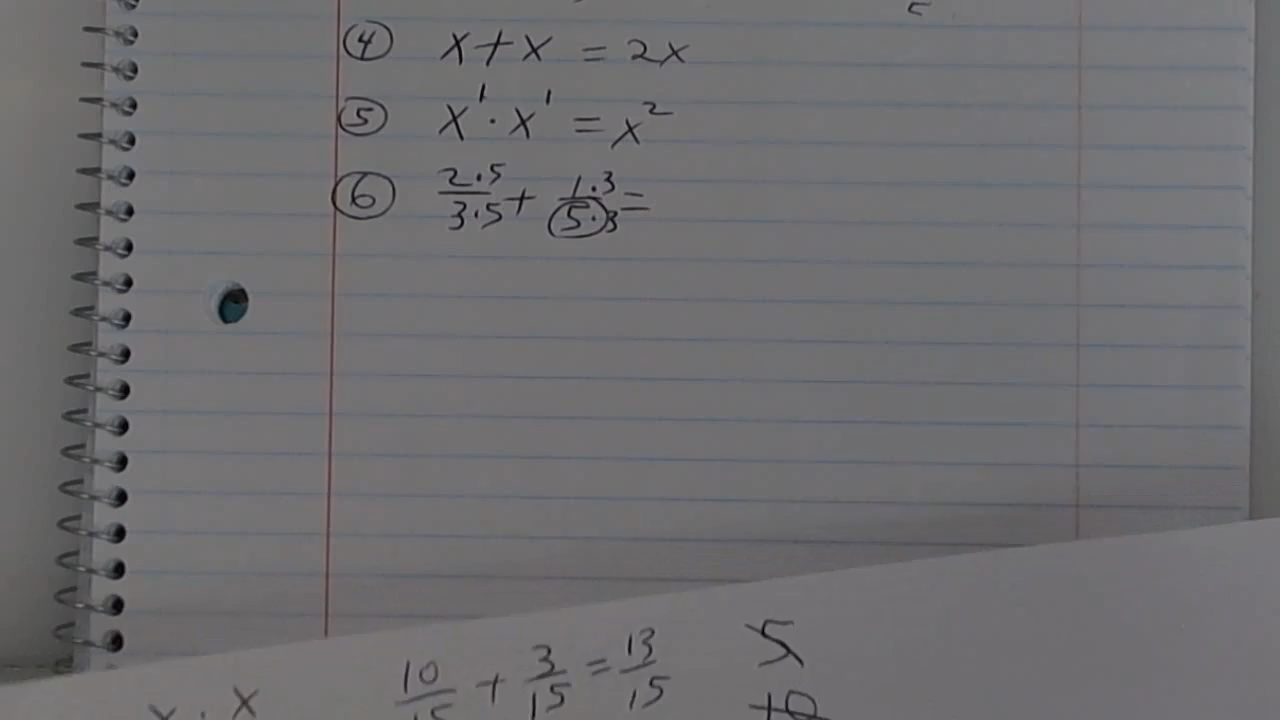 ④ x + x = 2x
⑤ x¹ · x¹ = x²
⑥ 2·5/3·5 + 1·3/5·3 =
10/15 + 3/15 = 13/15 5
x · x 10